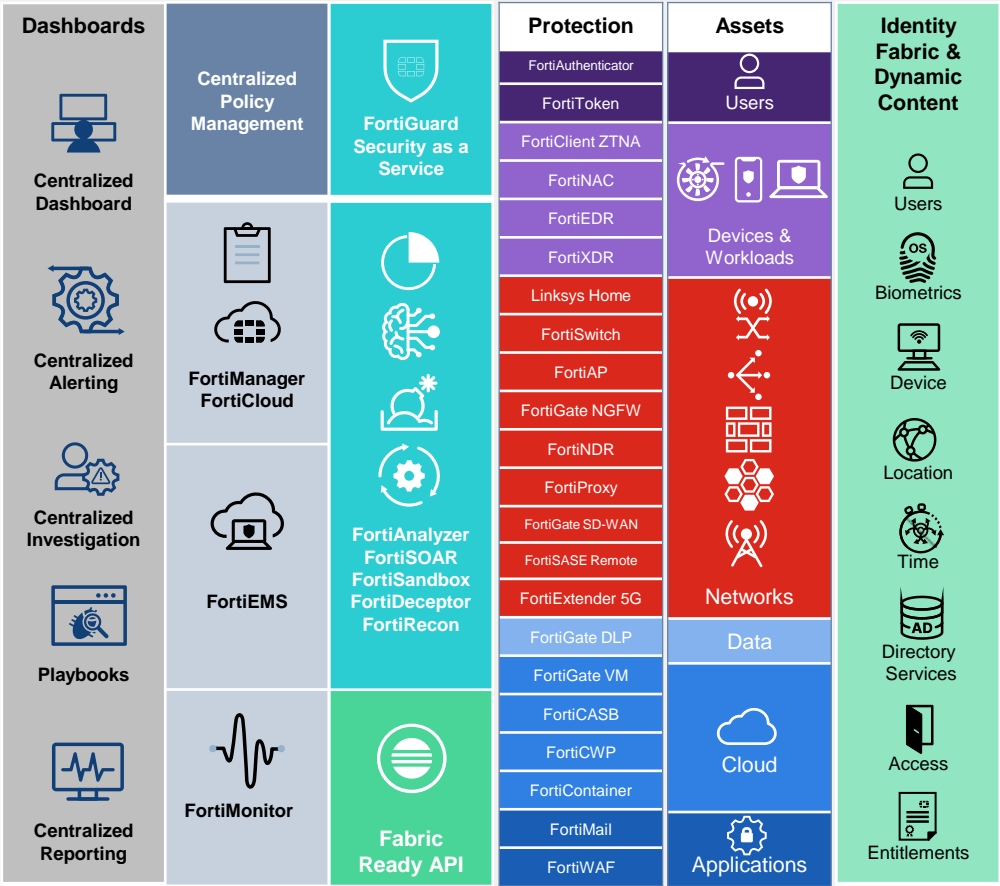 Dashboards
Centralized
Dashboard
Centralized
Alerting
Centralized
Investigation
Playbooks
Centralized
Reporting
Centralized
Policy
Management
FortiManager
FortiCloud
FortiEMS
FortiMonitor
FortiGuard
Security as a
Service
FortiAnalyzer
FortiSOAR
FortiSandbox
FortiDeceptor
FortiRecon
Fabric
Ready API
Protection
FortiAuthenticator
FortiToken
FortiClient ZTNA
FortiNAC
FortiEDR
FortiXDR
Linksys Home
FortiSwitch
FortiAP
FortiGate NGFW
FortiNDR
FortiProxy
FortiGate SD-WAN
FortiSASE Remote
FortiExtender 5G
FortiGate DLP
FortiGate VM
FortiCASB
FortiCWP
FortiContainer
FortiMail
FortiWAF
Assets
Users
Devices &
Workloads
Networks
Data
Cloud
Applications
Identity
Fabric &
Dynamic
Content
Users
OS
Biometrics
Device
Location
Time
AD
Directory
Services
Access
Entitlements